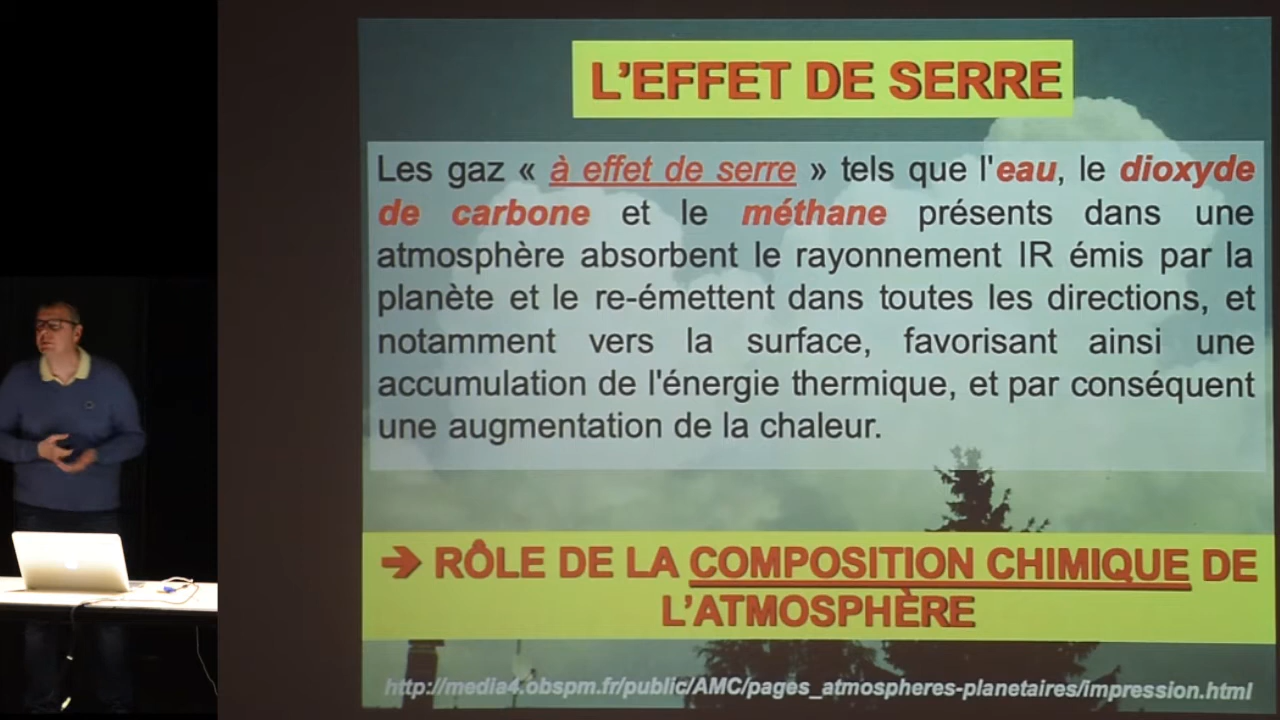 L'EFFET DE SERRE
Les gaz « à effet de serre » tels que l'eau, le dioxyde
de carbone et le méthane présents dans une
atmosphère absorbent le rayonnement IR émis par la
planète et le re-émettent dans toutes les directions, et
notamment vers la surface, favorisant ainsi une
accumulation de l'énergie thermique, et par conséquent
une augmentation de la chaleur.
➔ RÔLE DE LA COMPOSITION CHIMIQUE DE
L'ATMOSPHÈRE
http://media4.obspm.fr/public/AMC/pages_atmospheres-planetaires/impression.html